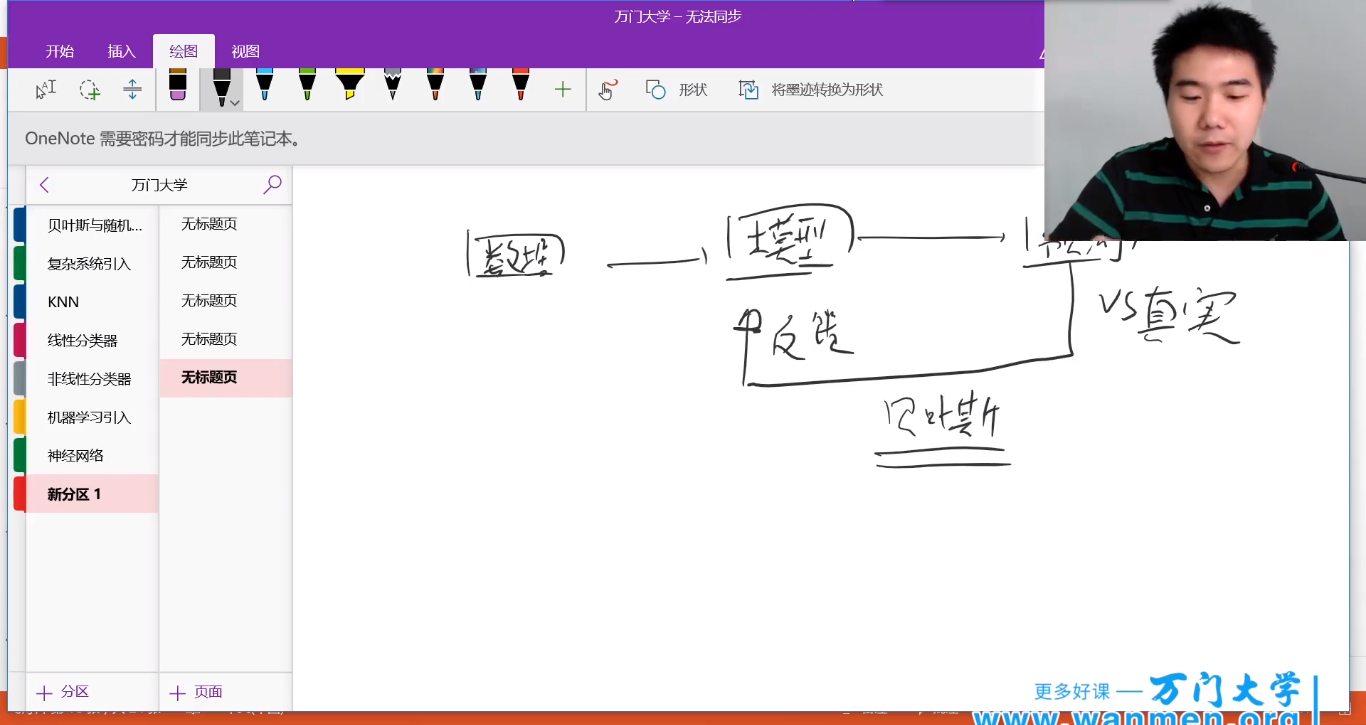 万门大学 – 无法同步
开始 插入 绘图 视图
形状 将墨迹转换为形状
OneNote 需要密码才能同步此笔记本。
万门大学
贝叶斯与随机...
复杂系统引入
KNN
线性分类器
非线性分类器
机器学习引入
神经网络
新分区 1
无标题页
无标题页
无标题页
无标题页
无标题页
数据
模型
VS真实
反馈
贝叶斯
分区
页面
更多好课 — 万门大学
www.wanmen.org